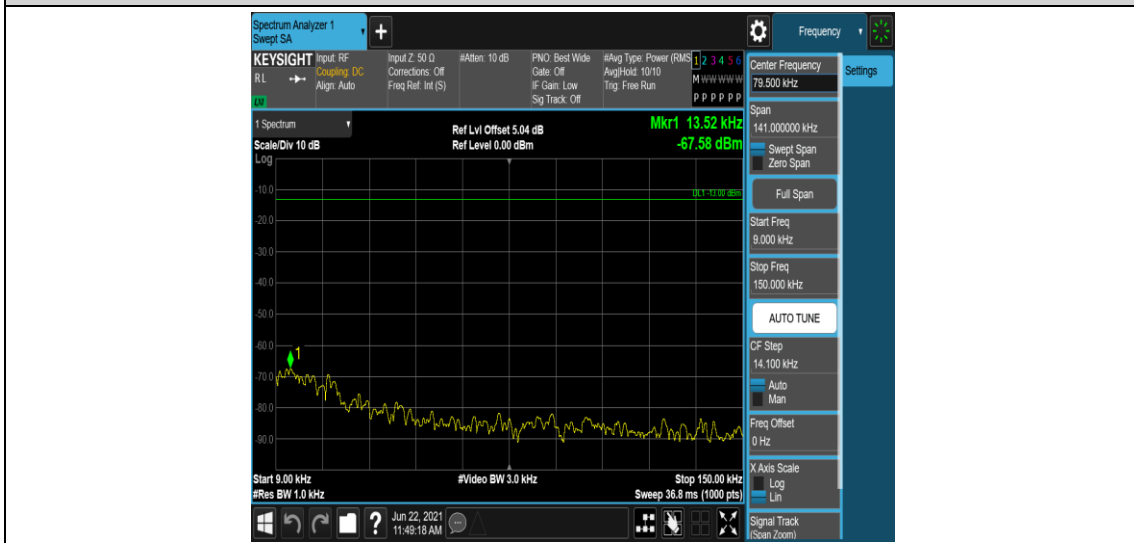 Spectrum Analyzer 1
Swept SA
+
Frequency
KEYSIGHT
RL
LXI
Input: RF
Coupling: DC
Align: Auto
Input Z: 50 Ω
Corrections: Off
Freq Ref: Int (S)
#Atten: 10 dB
PNO: Best Wide
Gate: Off
IF Gain: Low
Sig Track: Off
#Avg Type: Power (RMS
Avg|Hold: 10/10
Trig: Free Run
1 2 3 4 5 6
M W W W W W
P P P P P P
1 Spectrum
Scale/Div 10 dB
Log
Ref Lvl Offset 5.04 dB
Ref Level 0.00 dBm
Mkr1 13.52 kHz
-67.58 dBm
DL1 -13.00 dBm
-10.0
-20.0
-30.0
-40.0
-50.0
-60.0
1
-70.0
-80.0
-90.0
Start 9.00 kHz
#Res BW 1.0 kHz
#Video BW 3.0 kHz
Stop 150.00 kHz
Sweep 36.8 ms (1000 pts)
?
Jun 22, 2021
11:49:18 AM
Center Frequency
79.500 kHz
Settings
Span
141.000000 kHz
Swept Span
Zero Span
Full Span
Start Freq
9.000 kHz
Stop Freq
150.000 kHz
AUTO TUNE
CF Step
14.100 kHz
Auto
Man
Freq Offset
0 Hz
X Axis Scale
Log
Lin
Signal Track
(Span Zoom)